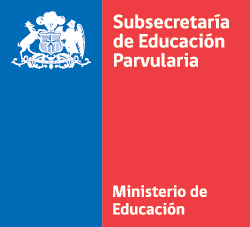 Subsecretaría
de Educación
Parvularia
Ministerio de
Educación